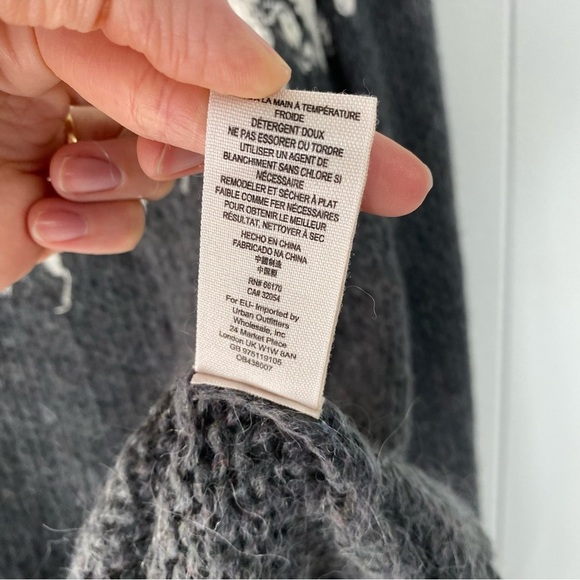 LA MAIN À TEMPÉRATURE
FROIDE
DÉTERGENT DOUX
NE PAS ESSORER OU TORDRE
UTILISER UN AGENT DE
BLANCHIMENT SANS CHLORE SI
NÉCESSAIRE
REMODELER ET SÉCHER À PLAT
FAIBLE COMME FER NÉCESSAIRES
POUR OBTENIR LE MEILLEUR
RÉSULTAT, NETTOYER À SEC
HECHO EN CHINA
FABRICADO NA CHINA
中國制造
中国製
RN# 66170
CA# 32054
For EU- Imported by
Urban Outfitters
Wholesale, Inc
24 Market Place
London UK W1W 8AN
GB 975119105
OB438007